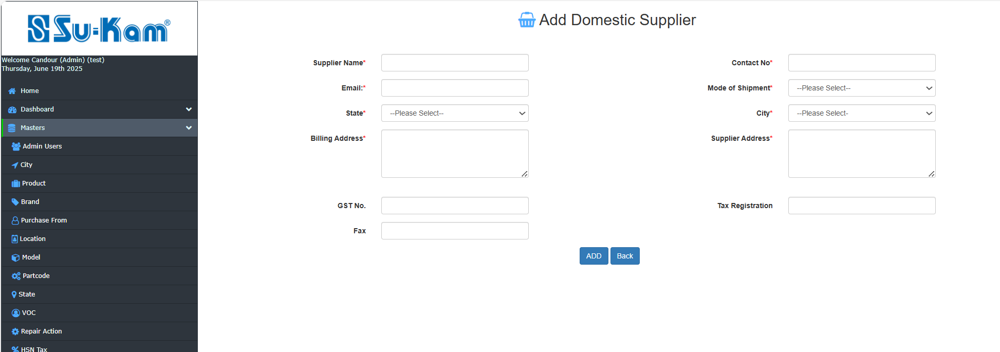 Su-Kam®
Welcome Candour (Admin) (test)
Thursday, June 19th 2025
Home
Dashboard
Masters
Admin Users
City
Product
Brand
Purchase From
Location
Model
Partcode
State
VOC
Repair Action
HSN Tax
Add Domestic Supplier
Supplier Name*
Contact No*
Email:*
Mode of Shipment* --Please Select--
State* --Please Select--
City* --Please Select-
Billing Address*
Supplier Address*
GST No.
Tax Registration
Fax
ADD Back